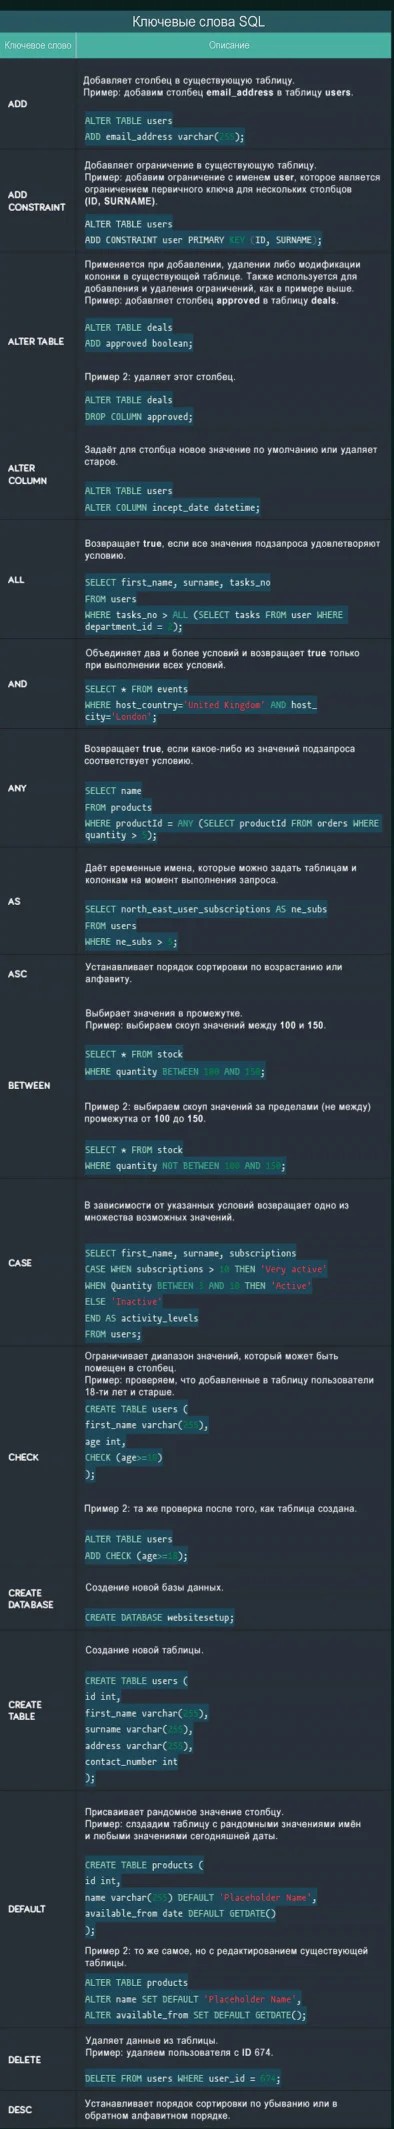 Ключевые слова SQL
Ключевое слово
Описание
ADD
Добавляет столбец в существующую таблицу.
Пример: добавим столбец email_address в таблицу users.
ALTER TABLE users
ADD email_address varchar(255);
ADD
CONSTRAINT
Добавляет ограничение в существующую таблицу.
Пример: добавим ограничение с именем user, которое является
ограничением первичного ключа для нескольких столбцов
(ID, SURNAME).
ALTER TABLE users
ADD CONSTRAINT user PRIMARY KEY (ID, SURNAME);
ALTER TABLE
Применяется при добавлении, удалении либо модификации
колонки в существующей таблице. Также используется для
добавления и удаления ограничений, как в примере выше.
Пример: добавляет столбец approved в таблицу deals.
ALTER TABLE deals
ADD approved boolean;
Пример 2: удаляет этот столбец.
ALTER TABLE deals
DROP COLUMN approved;
ALTER
COLUMN
Задаёт для столбца новое значение по умолчанию или удаляет
старое.
ALTER TABLE users
ALTER COLUMN incept_date datetime;
ALL
Возвращает true, если все значения подзапроса удовлетворяют
условию.
SELECT first_name, surname, tasks_no
FROM users
WHERE tasks_no > ALL (SELECT tasks FROM user WHERE
department_id = 2);
AND
Объединяет два и более условий и возвращает true только
при выполнении всех условий.
SELECT * FROM events
WHERE host_country='United Kingdom' AND host_
city='London';
ANY
Возвращает true, если какое-либо из значений подзапроса
соответствует условию.
SELECT name
FROM products
WHERE productId = ANY (SELECT productId FROM orders WHERE
quantity > 5);
AS
Даёт временные имена, которые можно задать таблицам и
колонкам на момент выполнения запроса.
SELECT north_east_user_subscriptions AS ne_subs
FROM users
WHERE ne_subs > 5;
ASC
Устанавливает порядок сортировки по возрастанию или
алфавиту.
BETWEEN
Выбирает значения в промежутке.
Пример: выбираем скоуп значений между 100 и 150.
SELECT * FROM stock
WHERE quantity BETWEEN 100 AND 150;
Пример 2: выбираем скоуп значений за пределами (не между)
промежутка от 100 до 150.
SELECT * FROM stock
WHERE quantity NOT BETWEEN 100 AND 150;
CASE
В зависимости от указанных условий возвращает одно из
множества возможных значений.
SELECT first_name, surname, subscriptions
CASE WHEN subscriptions > 10 THEN 'Very active'
WHEN Quantity BETWEEN 3 AND 10 THEN 'Active'
ELSE 'Inactive'
END AS activity_levels
FROM users;
CHECK
Ограничивает диапазон значений, который может быть
помещен в столбец.
Пример: проверяем, что добавленные в таблицу пользователи
18-ти лет и старше.
CREATE TABLE users (
first_name varchar(255),
age int,
CHECK (age>=18)
);
Пример 2: та же проверка после того, как таблица создана.
ALTER TABLE users
ADD CHECK (age>=18);
CREATE
DATABASE
Создение новой базы данных.
CREATE DATABASE websitesetup;
CREATE
TABLE
Создание новой таблицы.
CREATE TABLE users (
id int,
first_name varchar(255),
surname varchar(255),
address varchar(255),
contact_number int
);
DEFAULT
Присваивает рандомное значение столбцу.
Пример: слздадим таблицу с рандомными значениями имён
и любыми значениями сегодняшней даты.
CREATE TABLE products (
id int,
name varchar(255) DEFAULT 'Placeholder Name',
available_from date DEFAULT GETDATE()
);
Пример 2: то же самое, но с редактированием существующей
таблицы.
ALTER TABLE products
ALTER name SET DEFAULT 'Placeholder Name',
ALTER available_from SET DEFAULT GETDATE();
DELETE
Удаляет данные из таблицы.
Пример: удаляем пользователя с ID 674.
DELETE FROM users WHERE user_id = 674;
DESC
Устанавливает порядок сортировки по убыванию или в
обратном алфавитном порядке.